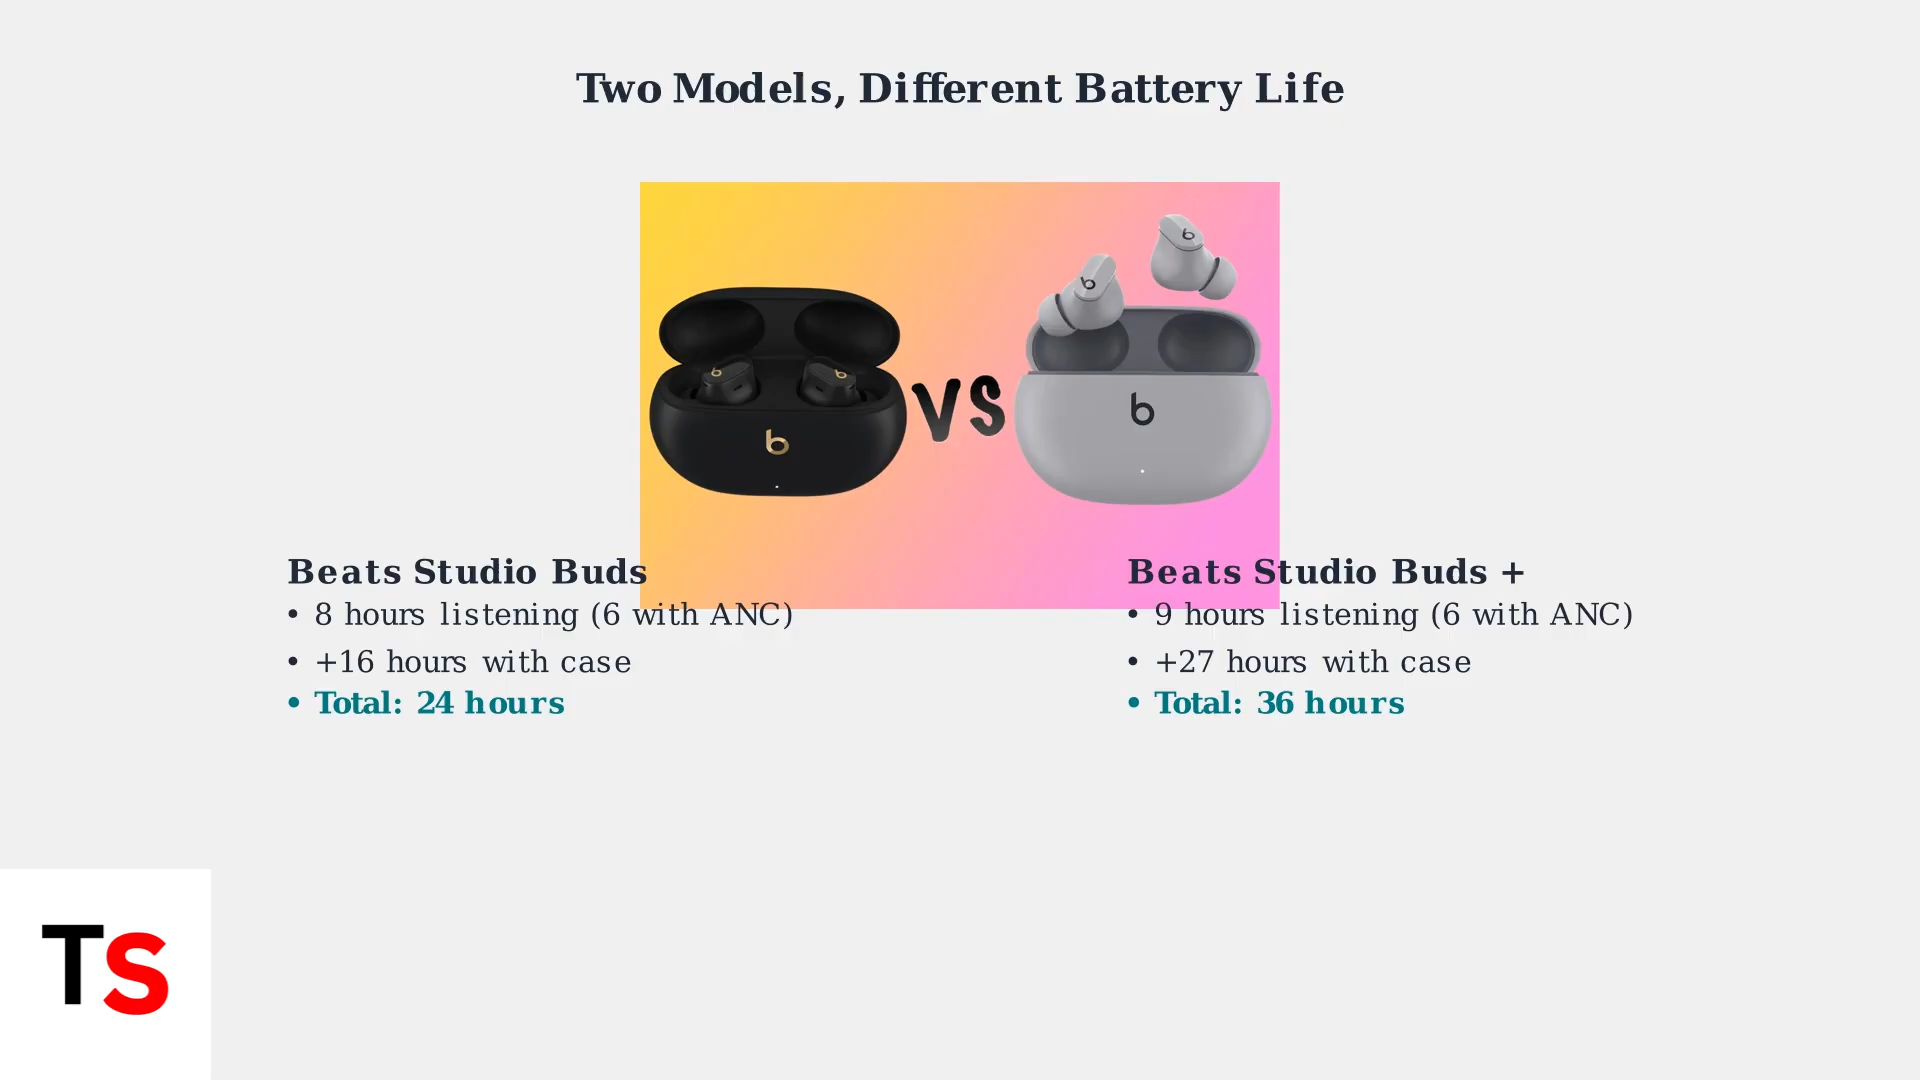 Two Models, Different Battery Life
b
b
b
b
b
b
VS
Beats Studio Buds
• 8 hours listening (6 with ANC)
• +16 hours with case
• Total: 24 hours
Beats Studio Buds +
• 9 hours listening (6 with ANC)
• +27 hours with case
• Total: 36 hours
TS